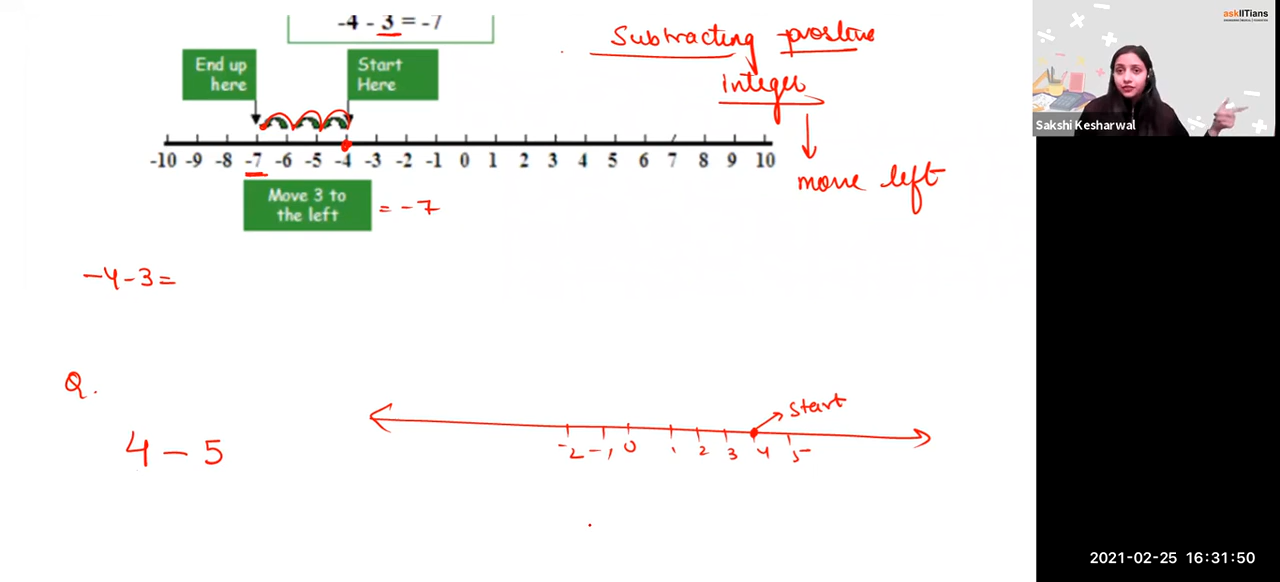 -4 - 3 = -7
Subtracting positive
Integer
move left
End up
here
Start
Here
-10 -9 -8 -7 -6 -5 -4 -3 -2 -1 0 1 2 3 4 5 6 7 8 9 10
Move 3 to
the left
= -7
-4-3=
Q.
4 - 5
Start
-2 -1 0 1 2 3 4 5
askIITians
Sakshi Kesharwal
2021-02-25 16:31:50